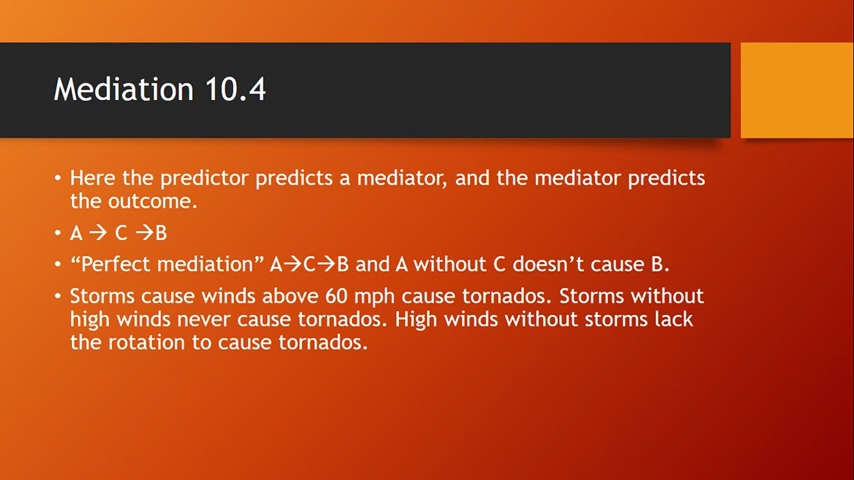 Mediation 10.4
• Here the predictor predicts a mediator, and the mediator predicts
the outcome.
• A → C →B
• “Perfect mediation” A→C→B and A without C doesn’t cause B.
• Storms cause winds above 60 mph cause tornados. Storms without
high winds never cause tornados. High winds without storms lack
the rotation to cause tornados.